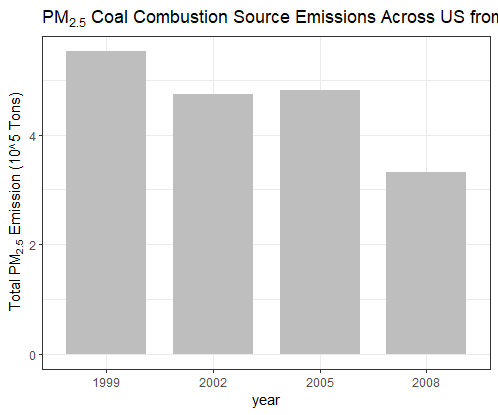 PM2.5 Coal Combustion Source Emissions Across US from
Total PM2.5 Emission (10^5 Tons)
4
2
0
1999 2002 2005 2008
year